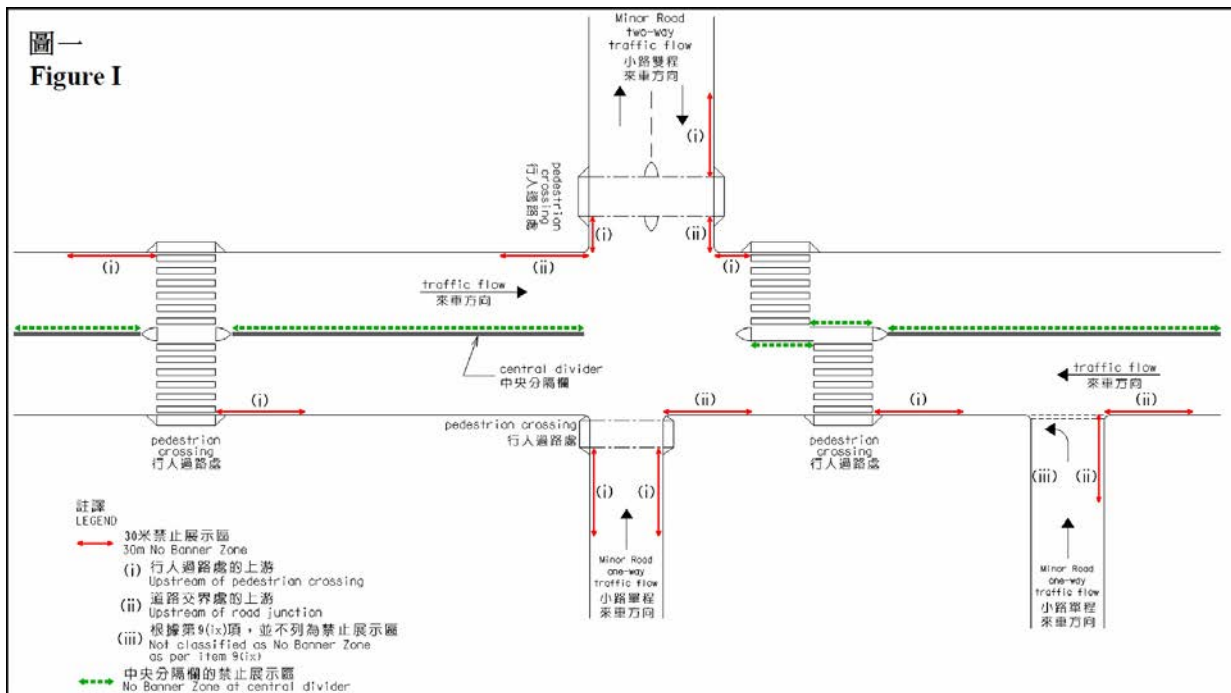 圖一
Figure I
Minor Road
two-way
traffic flow
小路雙程
來車方向
(i)
pedestrian
crossing
行人過路處
(i)
(ii)
(i)
(ii)
(i)
traffic flow
來車方向
central divider
中央分隔欄
traffic flow
來車方向
(i)
(ii)
(i)
(ii)
pedestrian crossing
行人過路處
pedestrian
crossing
行人過路處
pedestrian
crossing
行人過路處
(i)
(i)
(iii)
(ii)
Minor Road
one-way
traffic flow
小路單程
來車方向
Minor Road
one-way
traffic flow
小路單程
來車方向
註譯
LEGEND
30米禁止展示區
30m No Banner Zone
(i) 行人過路處的上游
Upstream of pedestrian crossing
(ii) 道路交界處的上游
Upstream of road junction
(iii) 根據第9(ix)項，並不列為禁止展示區
Not classified as No Banner Zone
as per item 9(ix)
中央分隔欄的禁止展示區
No Banner Zone at central divider